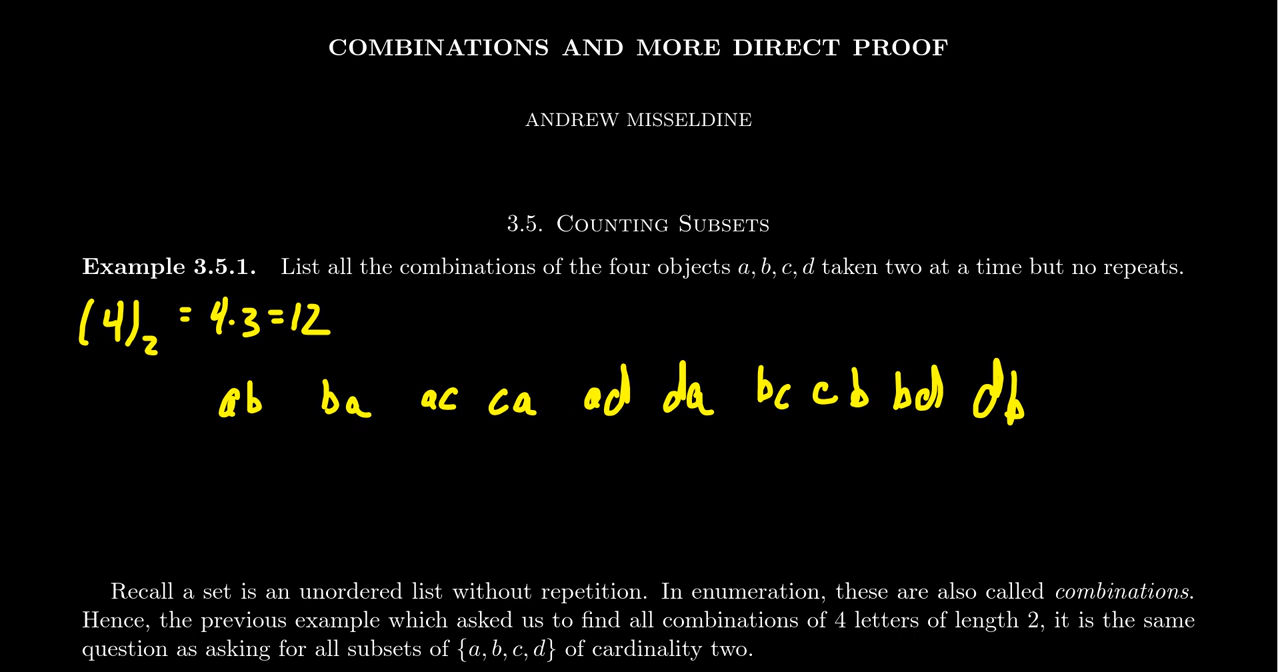 COMBINATIONS AND MORE DIRECT PROOF
ANDREW MISSELDINE
3.5. COUNTING SUBSETS
Example 3.5.1. List all the combinations of the four objects a, b, c, d taken two at a time but no repeats.
(4)₂ = 4·3 = 12
ab ba ac ca ad da bc cb bd db
Recall a set is an unordered list without repetition. In enumeration, these are also called combinations.
Hence, the previous example which asked us to find all combinations of 4 letters of length 2, it is the same
question as asking for all subsets of {a, b, c, d} of cardinality two.